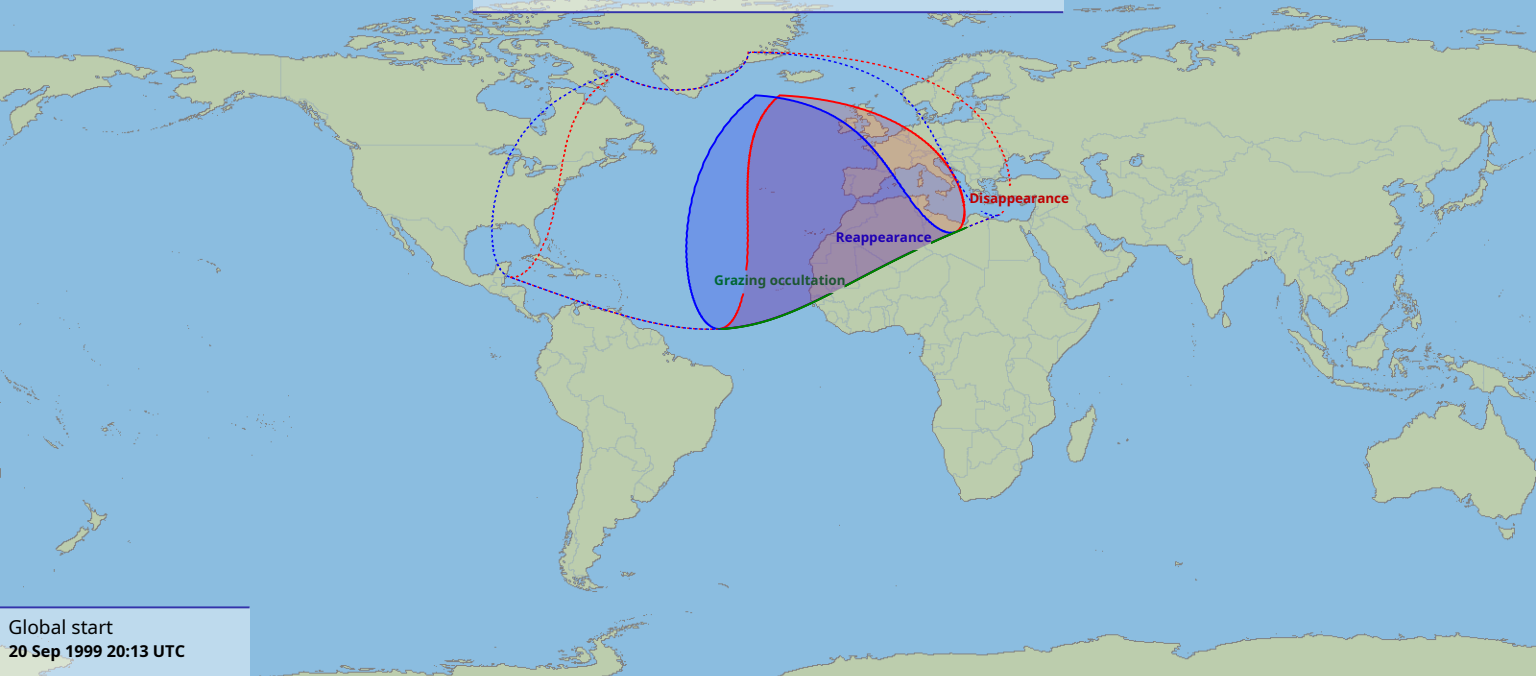 Disappearance
Reappearance
Grazing occultation
Global start
20 Sep 1999 20:13 UTC